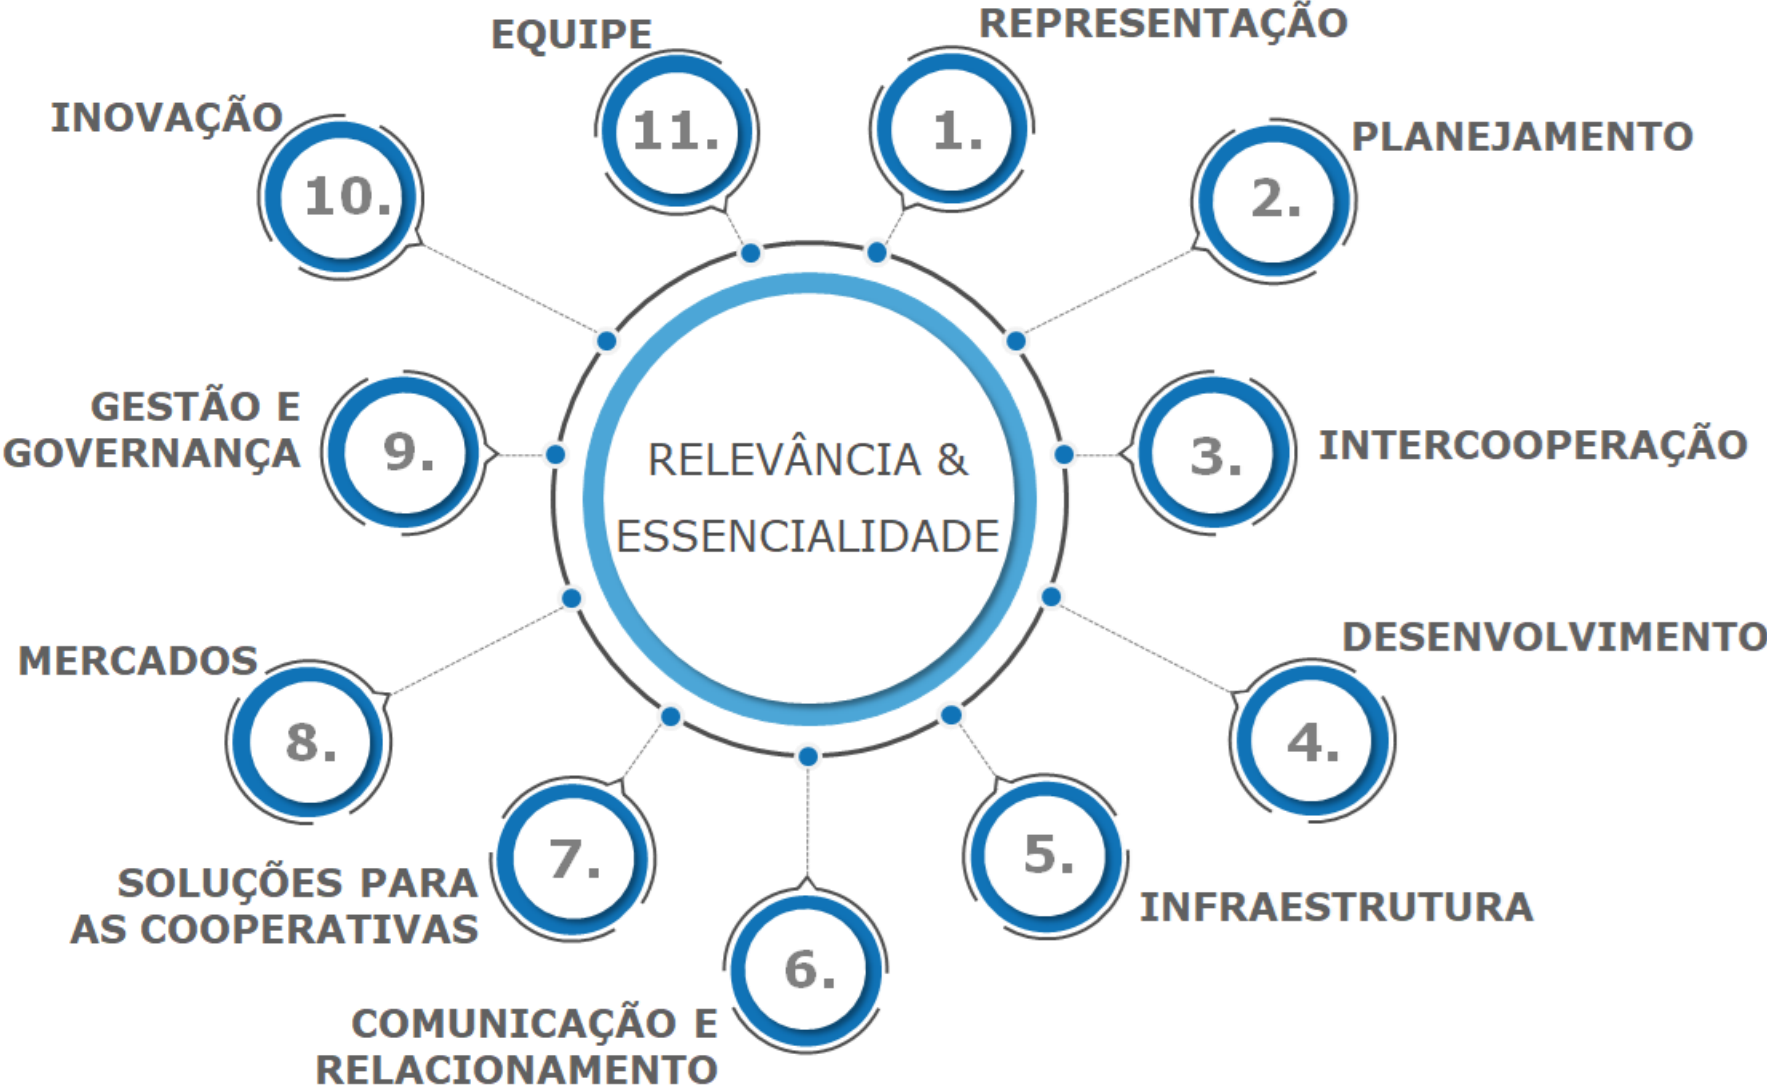 EQUIPE
11.
REPRESENTAÇÃO
1.
PLANEJAMENTO
2.
INTERCOOPERAÇÃO
3.
DESENVOLVIMENTO
4.
INFRAESTRUTURA
5.
COMUNICAÇÃO E
RELACIONAMENTO
6.
SOLUÇÕES PARA
AS COOPERATIVAS
7.
MERCADOS
8.
GESTÃO E
GOVERNANÇA
9.
INOVAÇÃO
10.
RELEVÂNCIA &
ESSENCIALIDADE